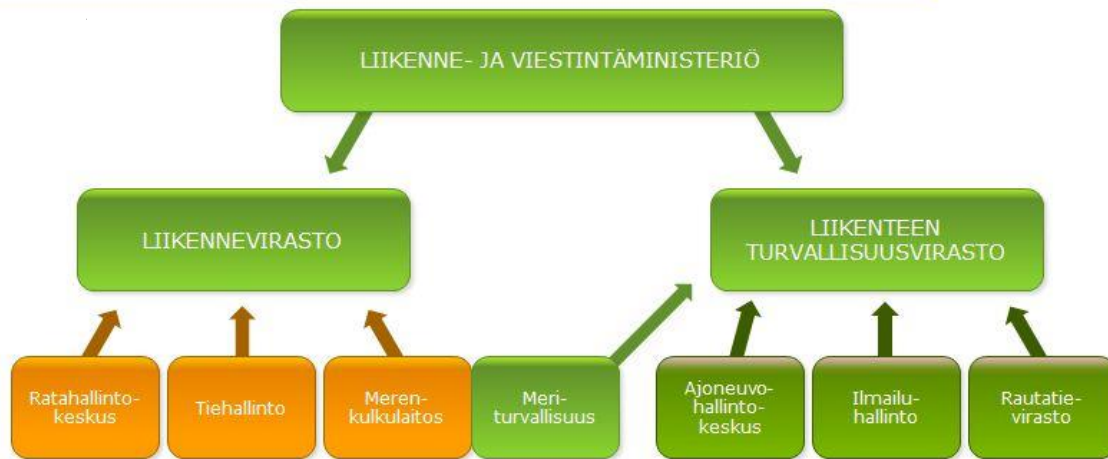 LIIKENNE- JA VIESTINTÄMINISTERIÖ
LIIKENNEVIRASTO
LIIKENTEEN
TURVALLISUUSVIRASTO
Ratahallinto-
keskus
Tiehallinto
Meren-
kulkulaitos
Meri-
turvallisuus
Ajoneuvo-
hallinto-
keskus
Ilmailu-
hallinto
Rautatie-
virasto